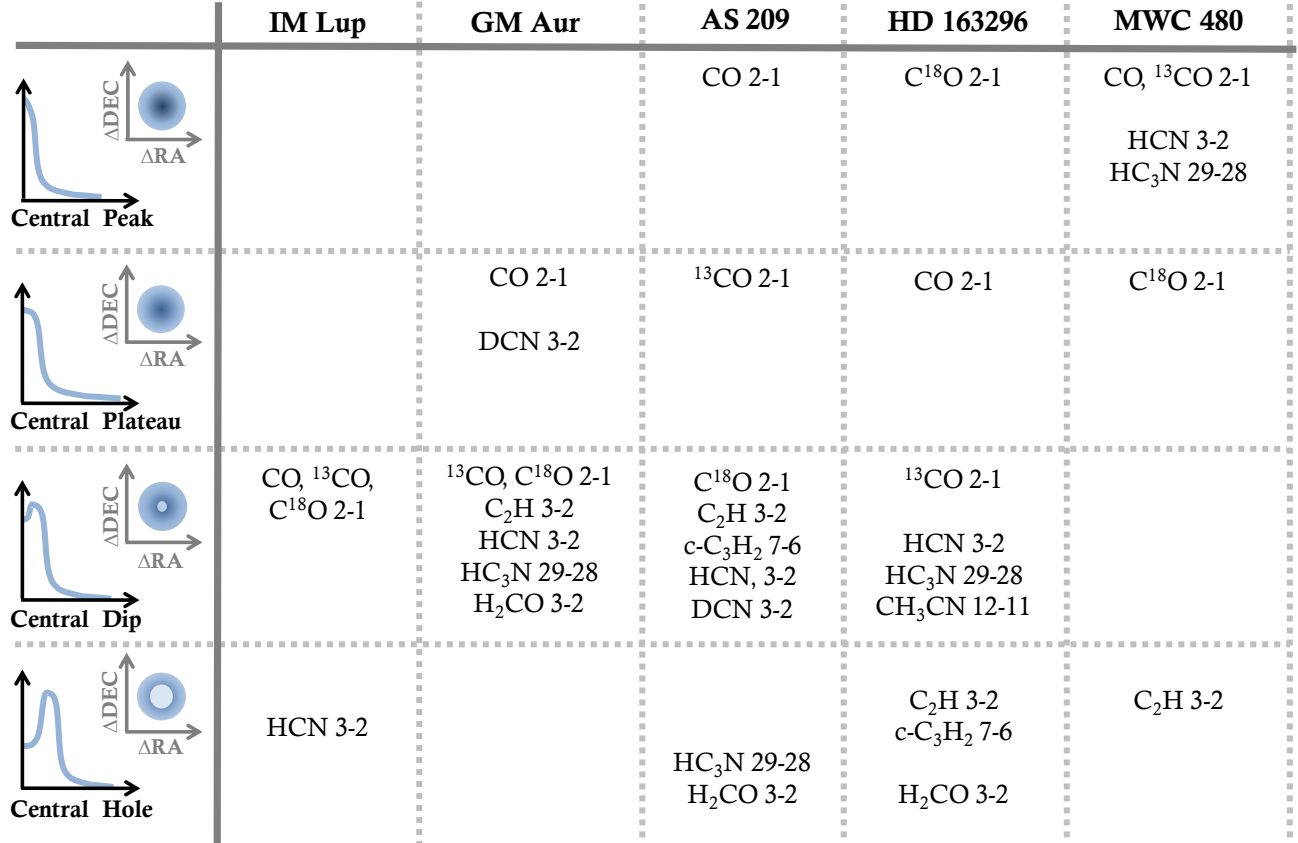 IM Lup GM Aur AS 209 HD 163296 MWC 480
ΔDEC
ΔRA
Central Peak
CO 2-1
C¹⁸O 2-1
CO, ¹³CO 2-1
HCN 3-2
HC₃N 29-28
ΔDEC
ΔRA
Central Plateau
CO 2-1
DCN 3-2
¹³CO 2-1
CO 2-1
C¹⁸O 2-1
ΔDEC
ΔRA
Central Dip
CO, ¹³CO,
C¹⁸O 2-1
¹³CO, C¹⁸O 2-1
C₂H 3-2
HCN 3-2
HC₃N 29-28
H₂CO 3-2
C¹⁸O 2-1
C₂H 3-2
c-C₃H₂ 7-6
HCN, 3-2
DCN 3-2
¹³CO 2-1
HCN 3-2
HC₃N 29-28
CH₃CN 12-11
ΔDEC
ΔRA
Central Hole
HCN 3-2
HC₃N 29-28
H₂CO 3-2
C₂H 3-2
c-C₃H₂ 7-6
H₂CO 3-2
C₂H 3-2